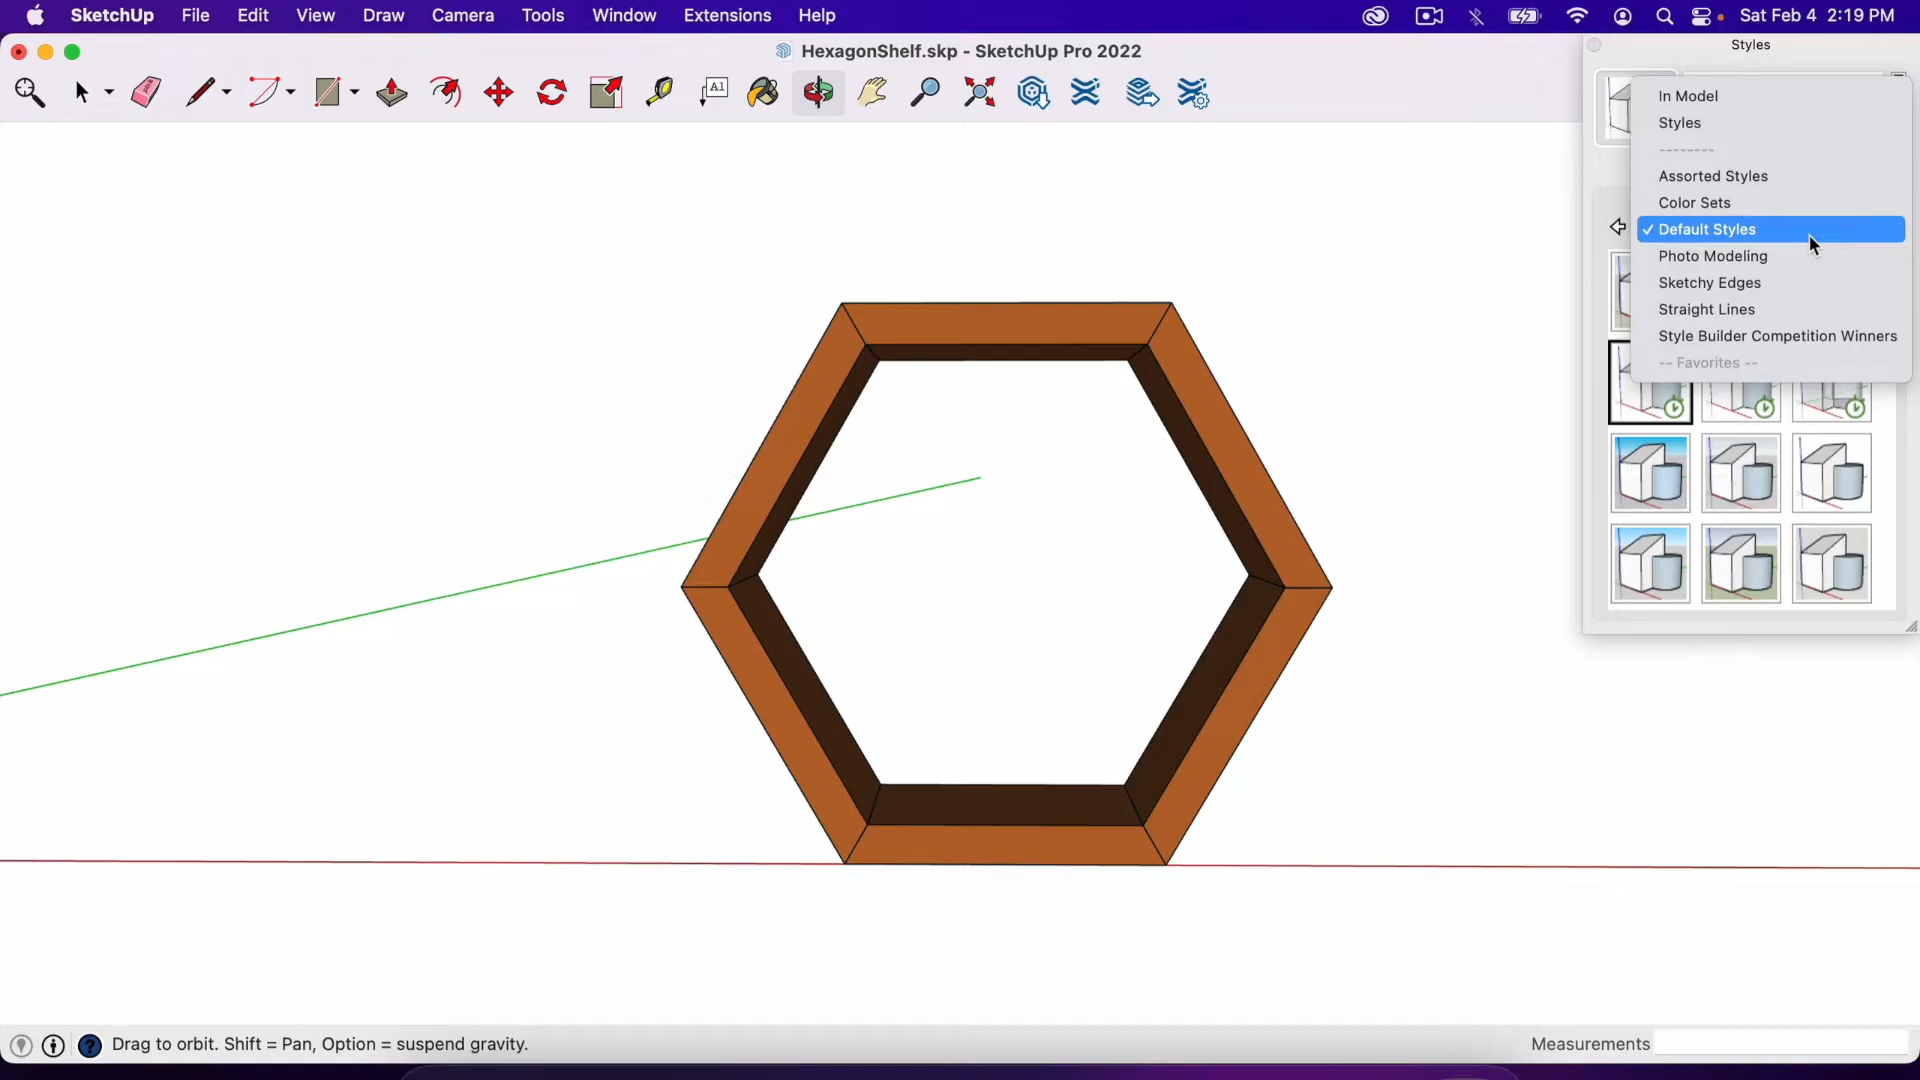 SketchUp File Edit View Draw Camera Tools Window Extensions Help Sat Feb 4 2:19 PM
HexagonShelf.skp - SketchUp Pro 2022
Styles
A1
In Model
Styles
--------
Assorted Styles
Color Sets
✓ Default Styles
Photo Modeling
Sketchy Edges
Straight Lines
Style Builder Competition Winners
-- Favorites --
Drag to orbit. Shift = Pan, Option = suspend gravity.
Measurements